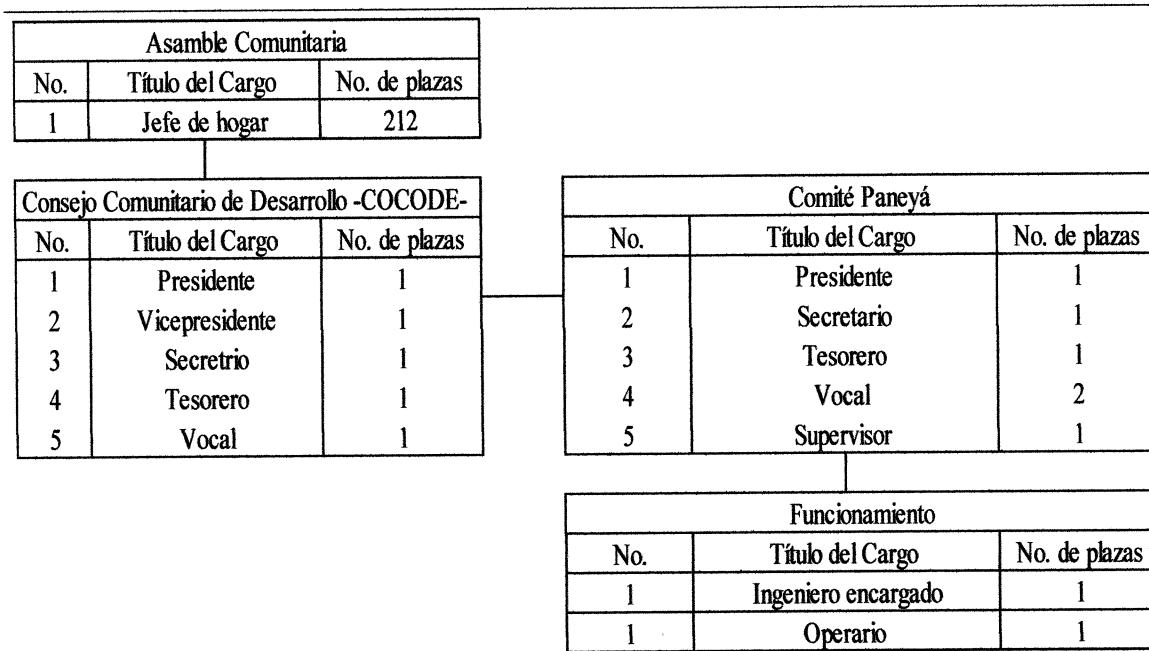 Asamble Comunitaria
No. Título del Cargo No. de plazas
1 Jefe de hogar 212
Consejo Comunitario de Desarrollo -COCODE-
No. Título del Cargo No. de plazas
1 Presidente 1
2 Vicepresidente 1
3 Secretrio 1
4 Tesorero 1
5 Vocal 1
Comité Paneyá
No. Título del Cargo No. de plazas
1 Presidente 1
2 Secretario 1
3 Tesorero 1
4 Vocal 2
5 Supervisor 1
Funcionamiento
No. Título del Cargo No. de plazas
1 Ingeniero encargado 1
1 Operario 1